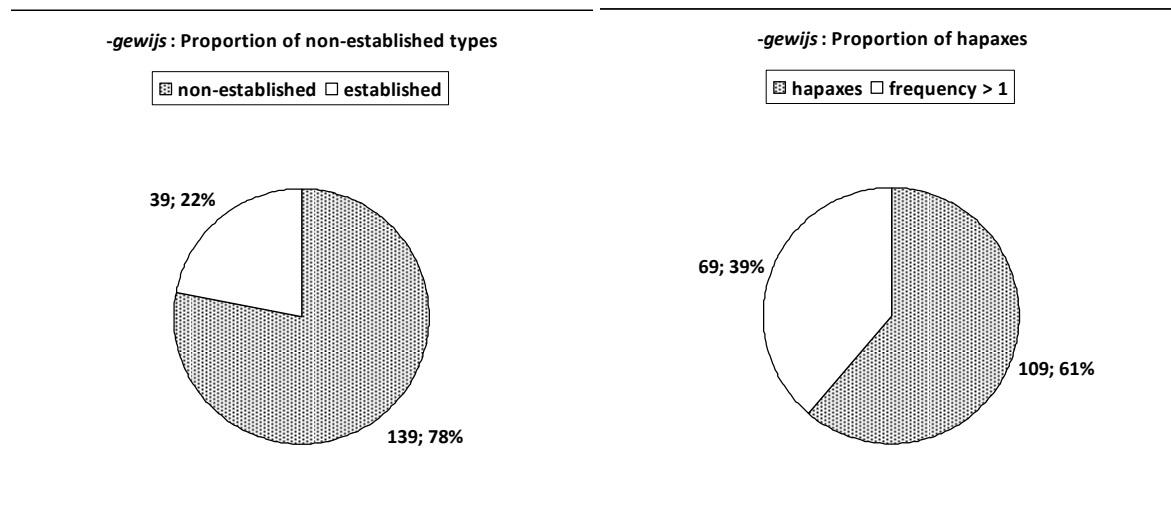 -gewijs : Proportion of non-established types
non-established established
39; 22%
139; 78%
-gewijs : Proportion of hapaxes
hapaxes frequency > 1
69; 39%
109; 61%